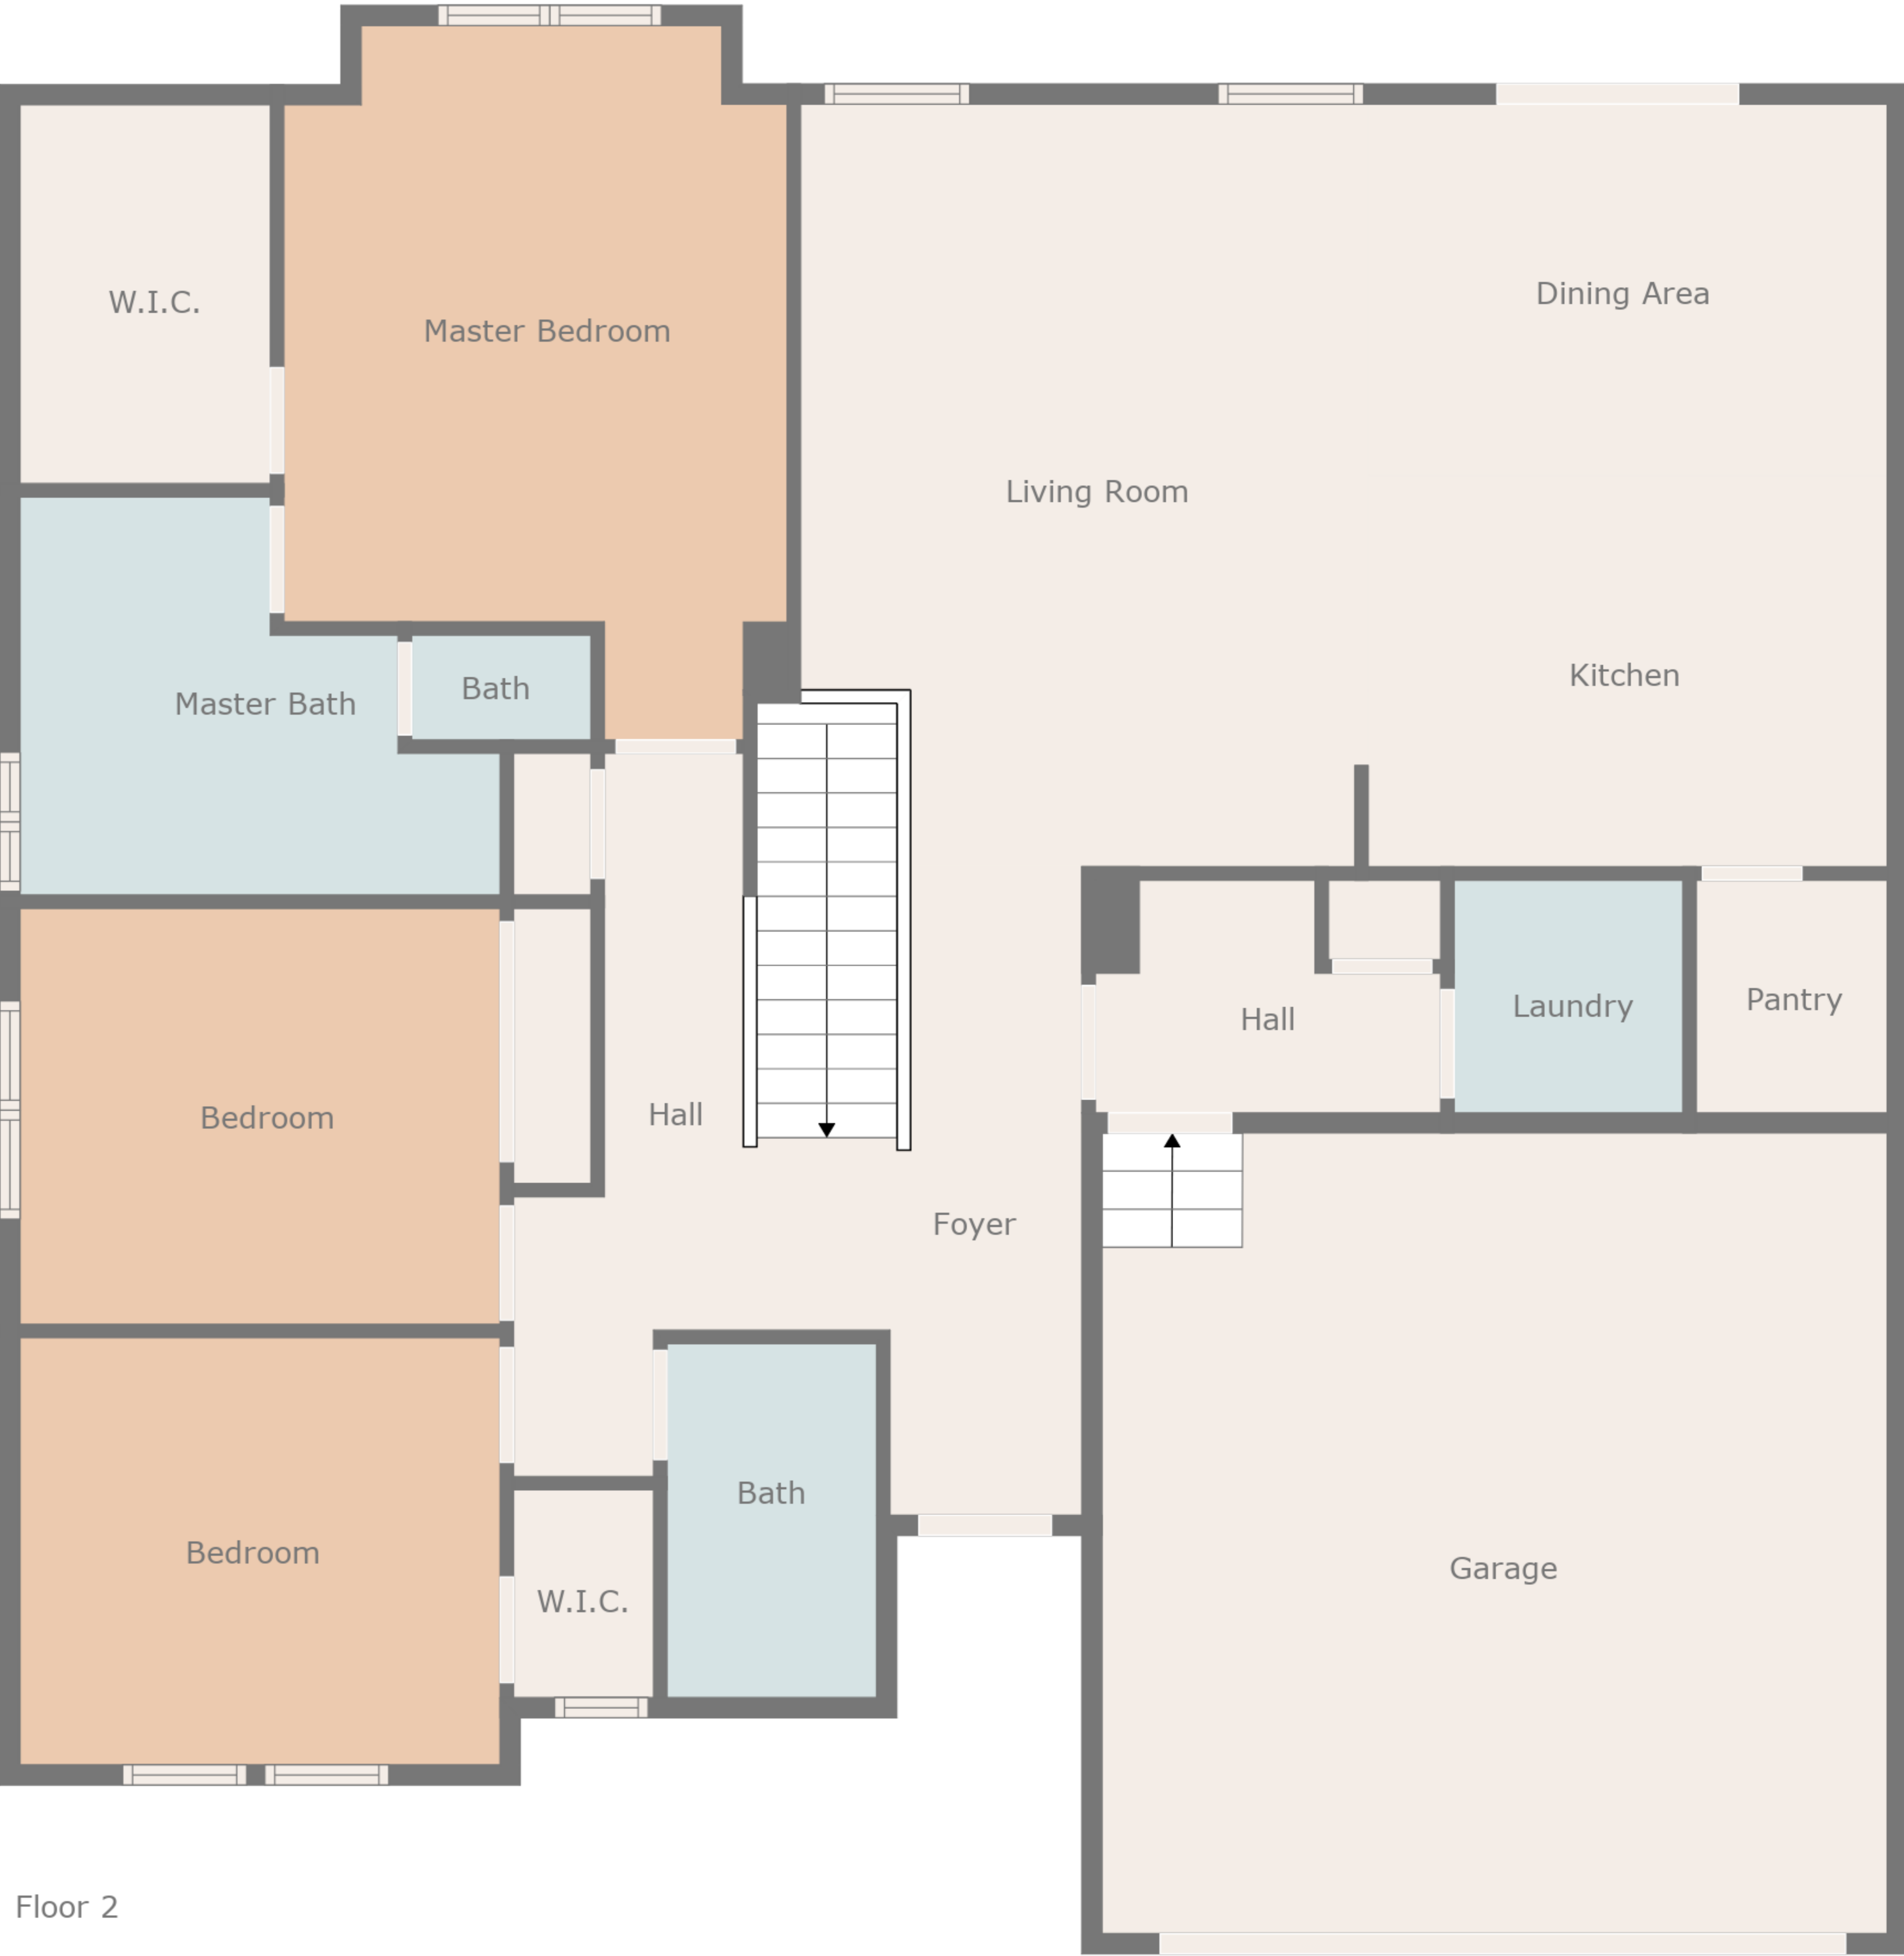 Dining Area
W.I.C.
Master Bedroom
Living Room
Kitchen
Bath
Master Bath
Pantry
Laundry
Hall
Hall
Bedroom
Foyer
Bath
Bedroom
Garage
W.I.C.
Floor 2